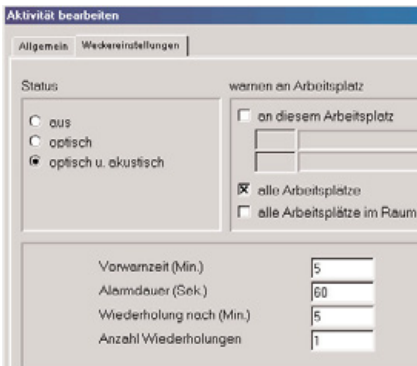 Aktivität bearbeiten
Allgemein Weckereinstellungen
Status
aus
optisch
optisch u. akustisch
warnen an Arbeitsplatz
an diesem Arbeitsplatz
alle Arbeitsplätze
alle Arbeitsplätze im Raum
Vorwarnzeit (Min.) 5
Alarmdauer (Sek.) 60
Wiederholung nach (Min.) 5
Anzahl Wiederholungen 1